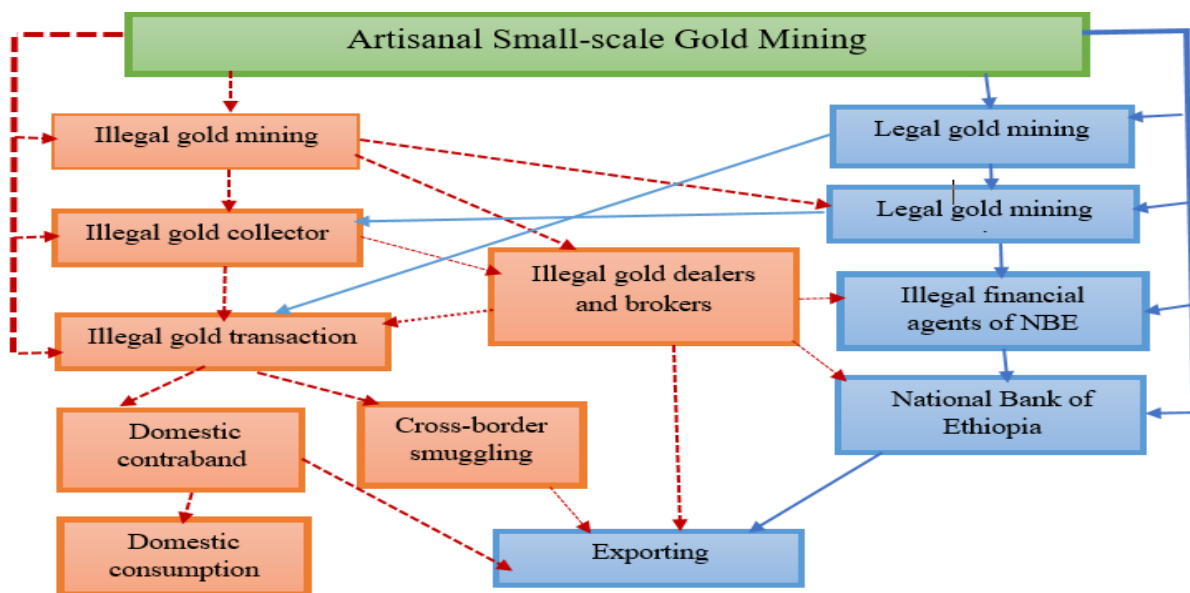 Artisanal Small-scale Gold Mining
Illegal gold mining
Legal gold mining
Illegal gold collector
Legal gold mining
Illegal gold dealers
and brokers
Illegal financial
agents of NBE
Illegal gold transaction
National Bank of
Ethiopia
Domestic
contraband
Cross-border
smuggling
Exporting
Domestic
consumption